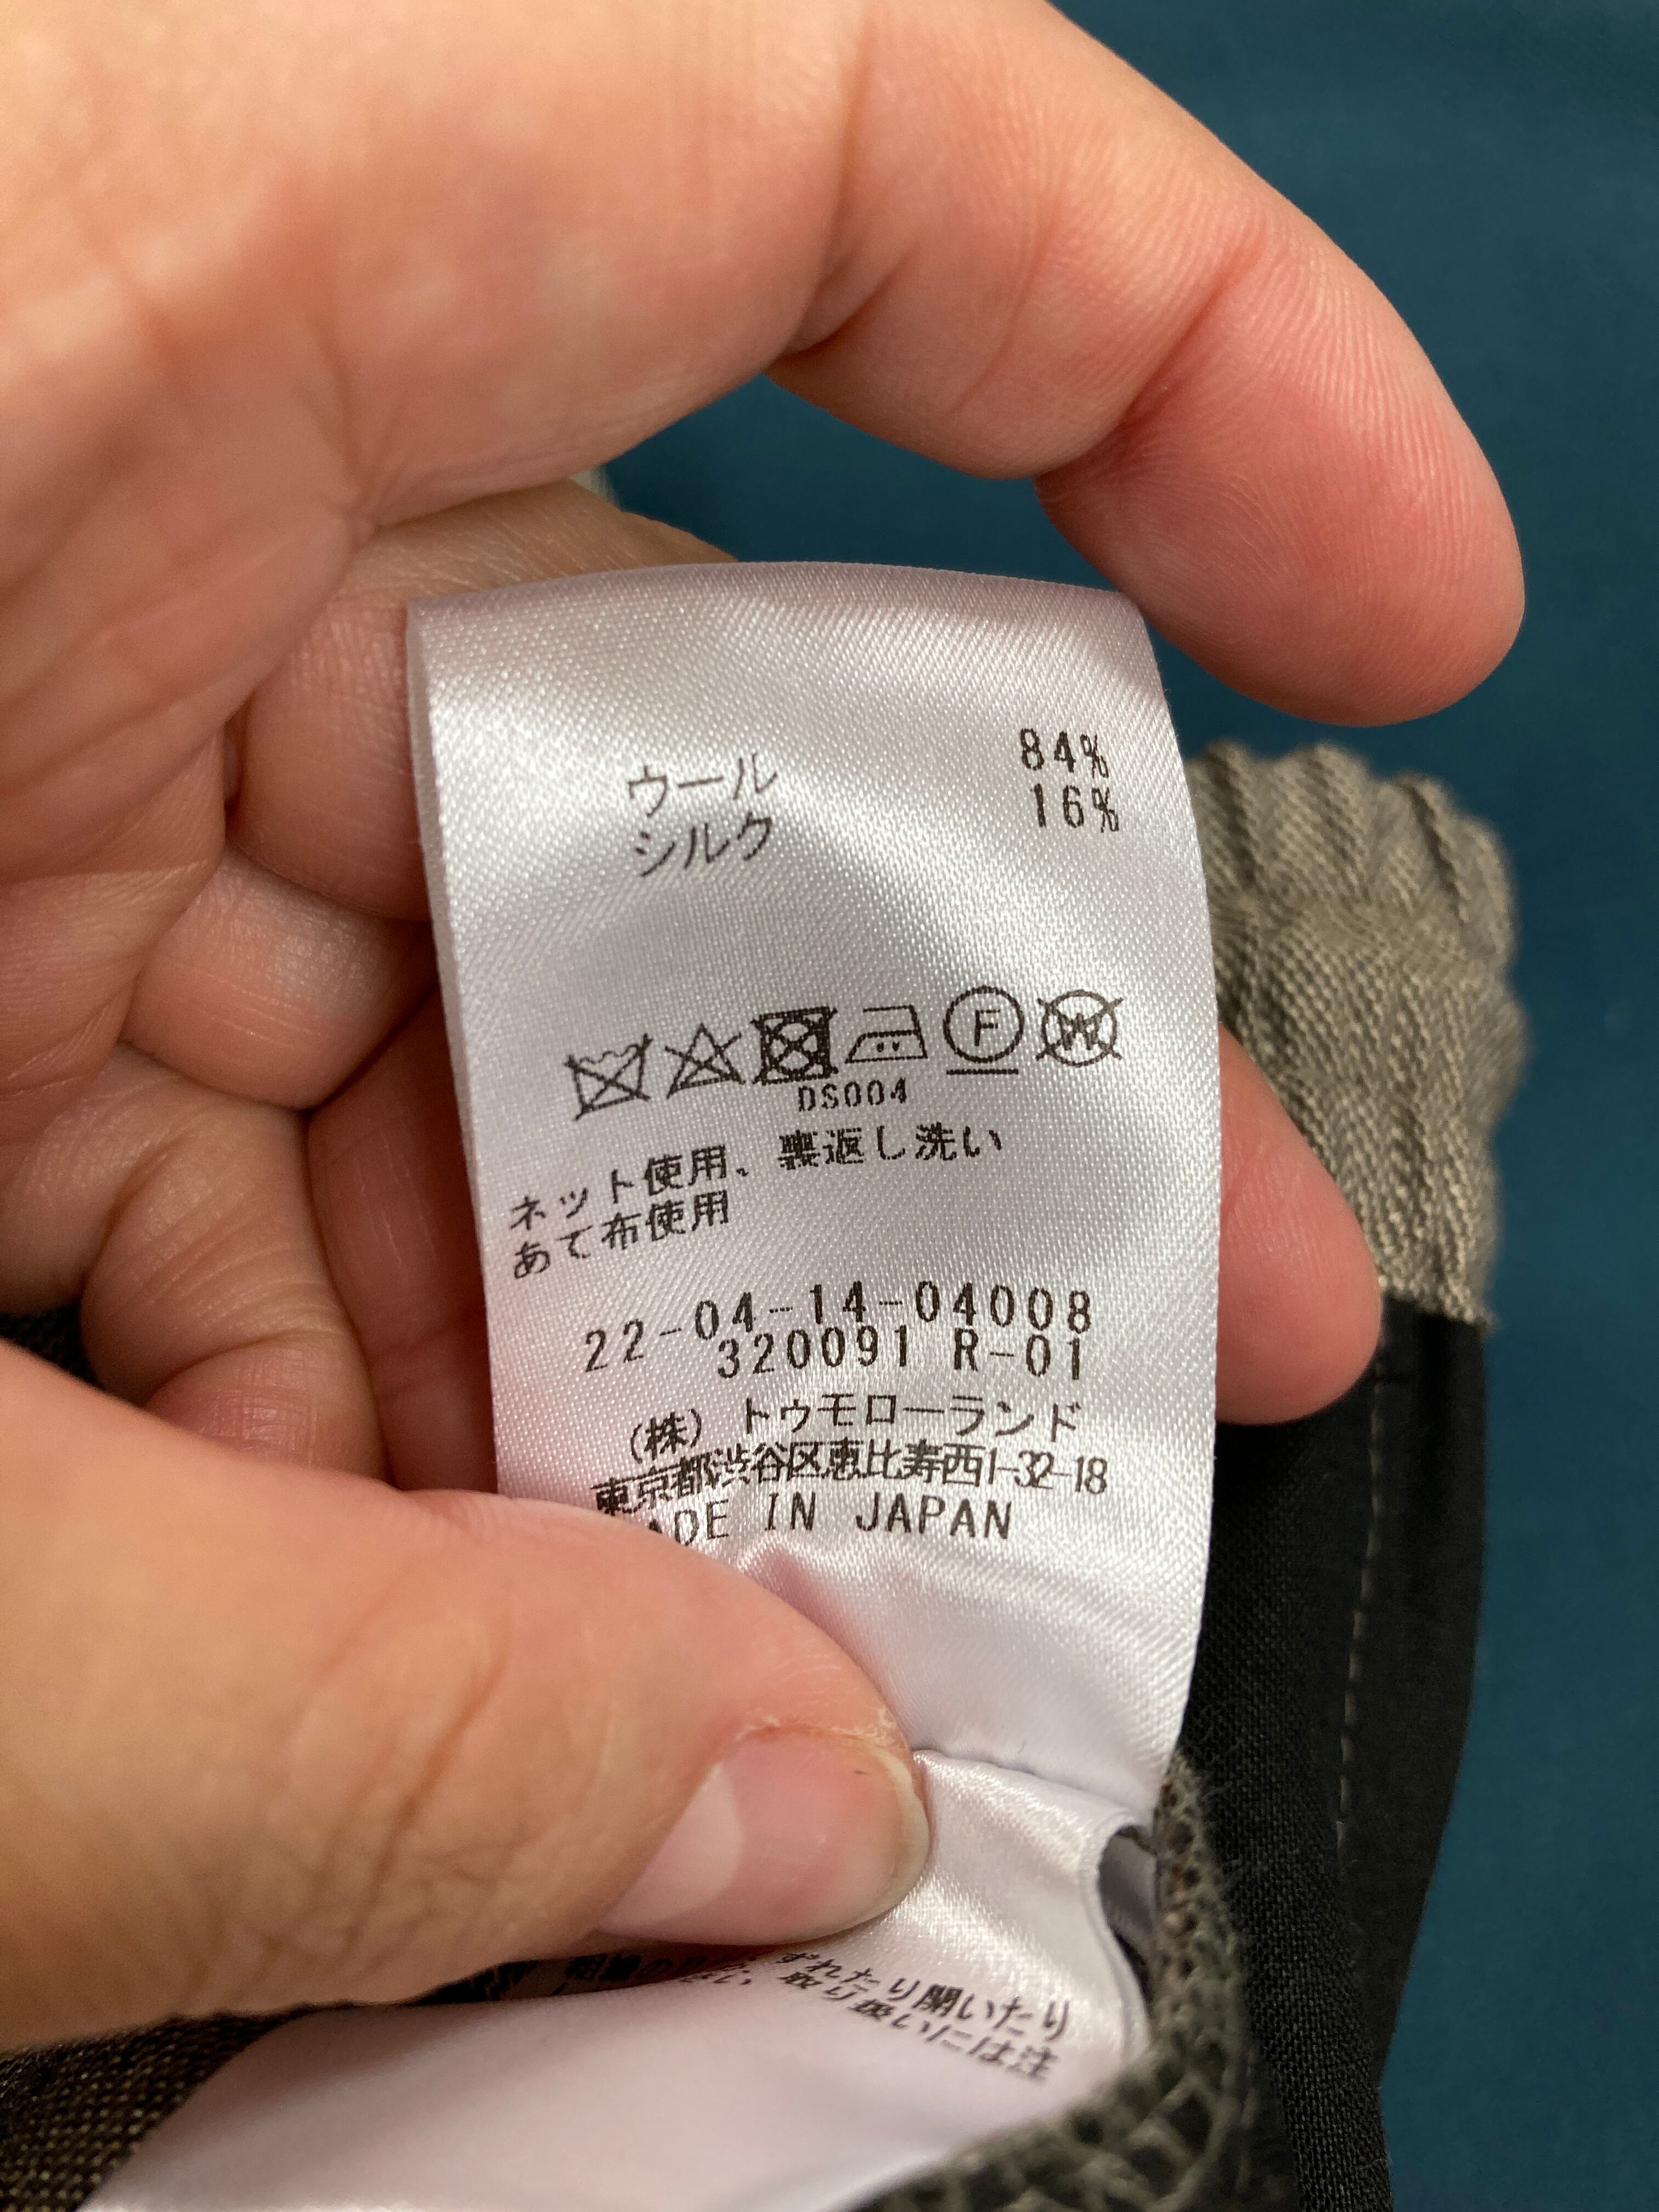 ウール 84%
シルク 16%
F W
DS004
ネット使用、裏返し洗い
あて布使用
22-04-14-04008
320091 R-01
(株) トゥモローランド
東京都渋谷区恵比寿西1-32-18
ADE IN JAPAN
ずれたり開いたり
取り扱いには注